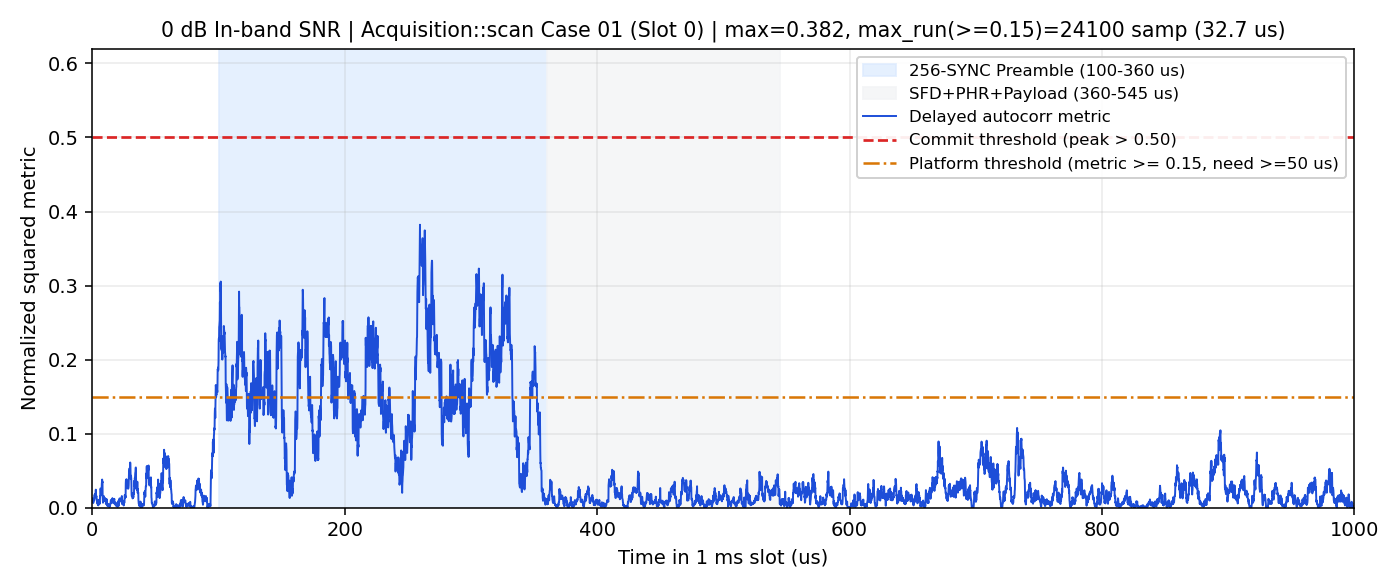 0 dB In-band SNR | Acquisition::scan Case 01 (Slot 0) | max=0.382, max_run(>=0.15)=24100 samp (32.7 us)
256-SYNC Preamble (100-360 us)
SFD+PHR+Payload (360-545 us)
Delayed autocorr metric
Commit threshold (peak > 0.50)
Platform threshold (metric >= 0.15, need >=50 us)
Normalized squared metric
0.6
0.5
0.4
0.3
0.2
0.1
0.0
0
200
400
600
800
1000
Time in 1 ms slot (us)